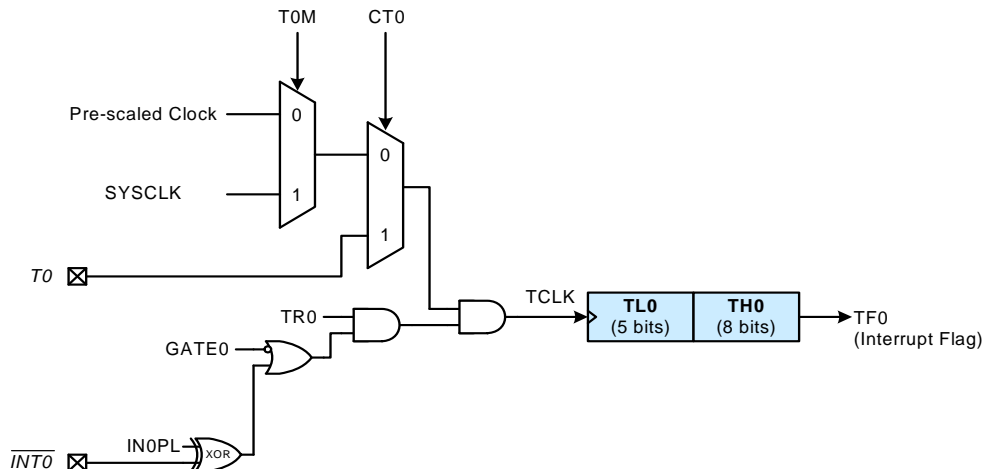 T0M CT0
Pre-scaled Clock
0
0
SYSCLK
1
1
T0
TCLK
TL0
(5 bits)
TH0
(8 bits)
TF0
(Interrupt Flag)
TR0
GATE0
IN0PL
XOR
INT0